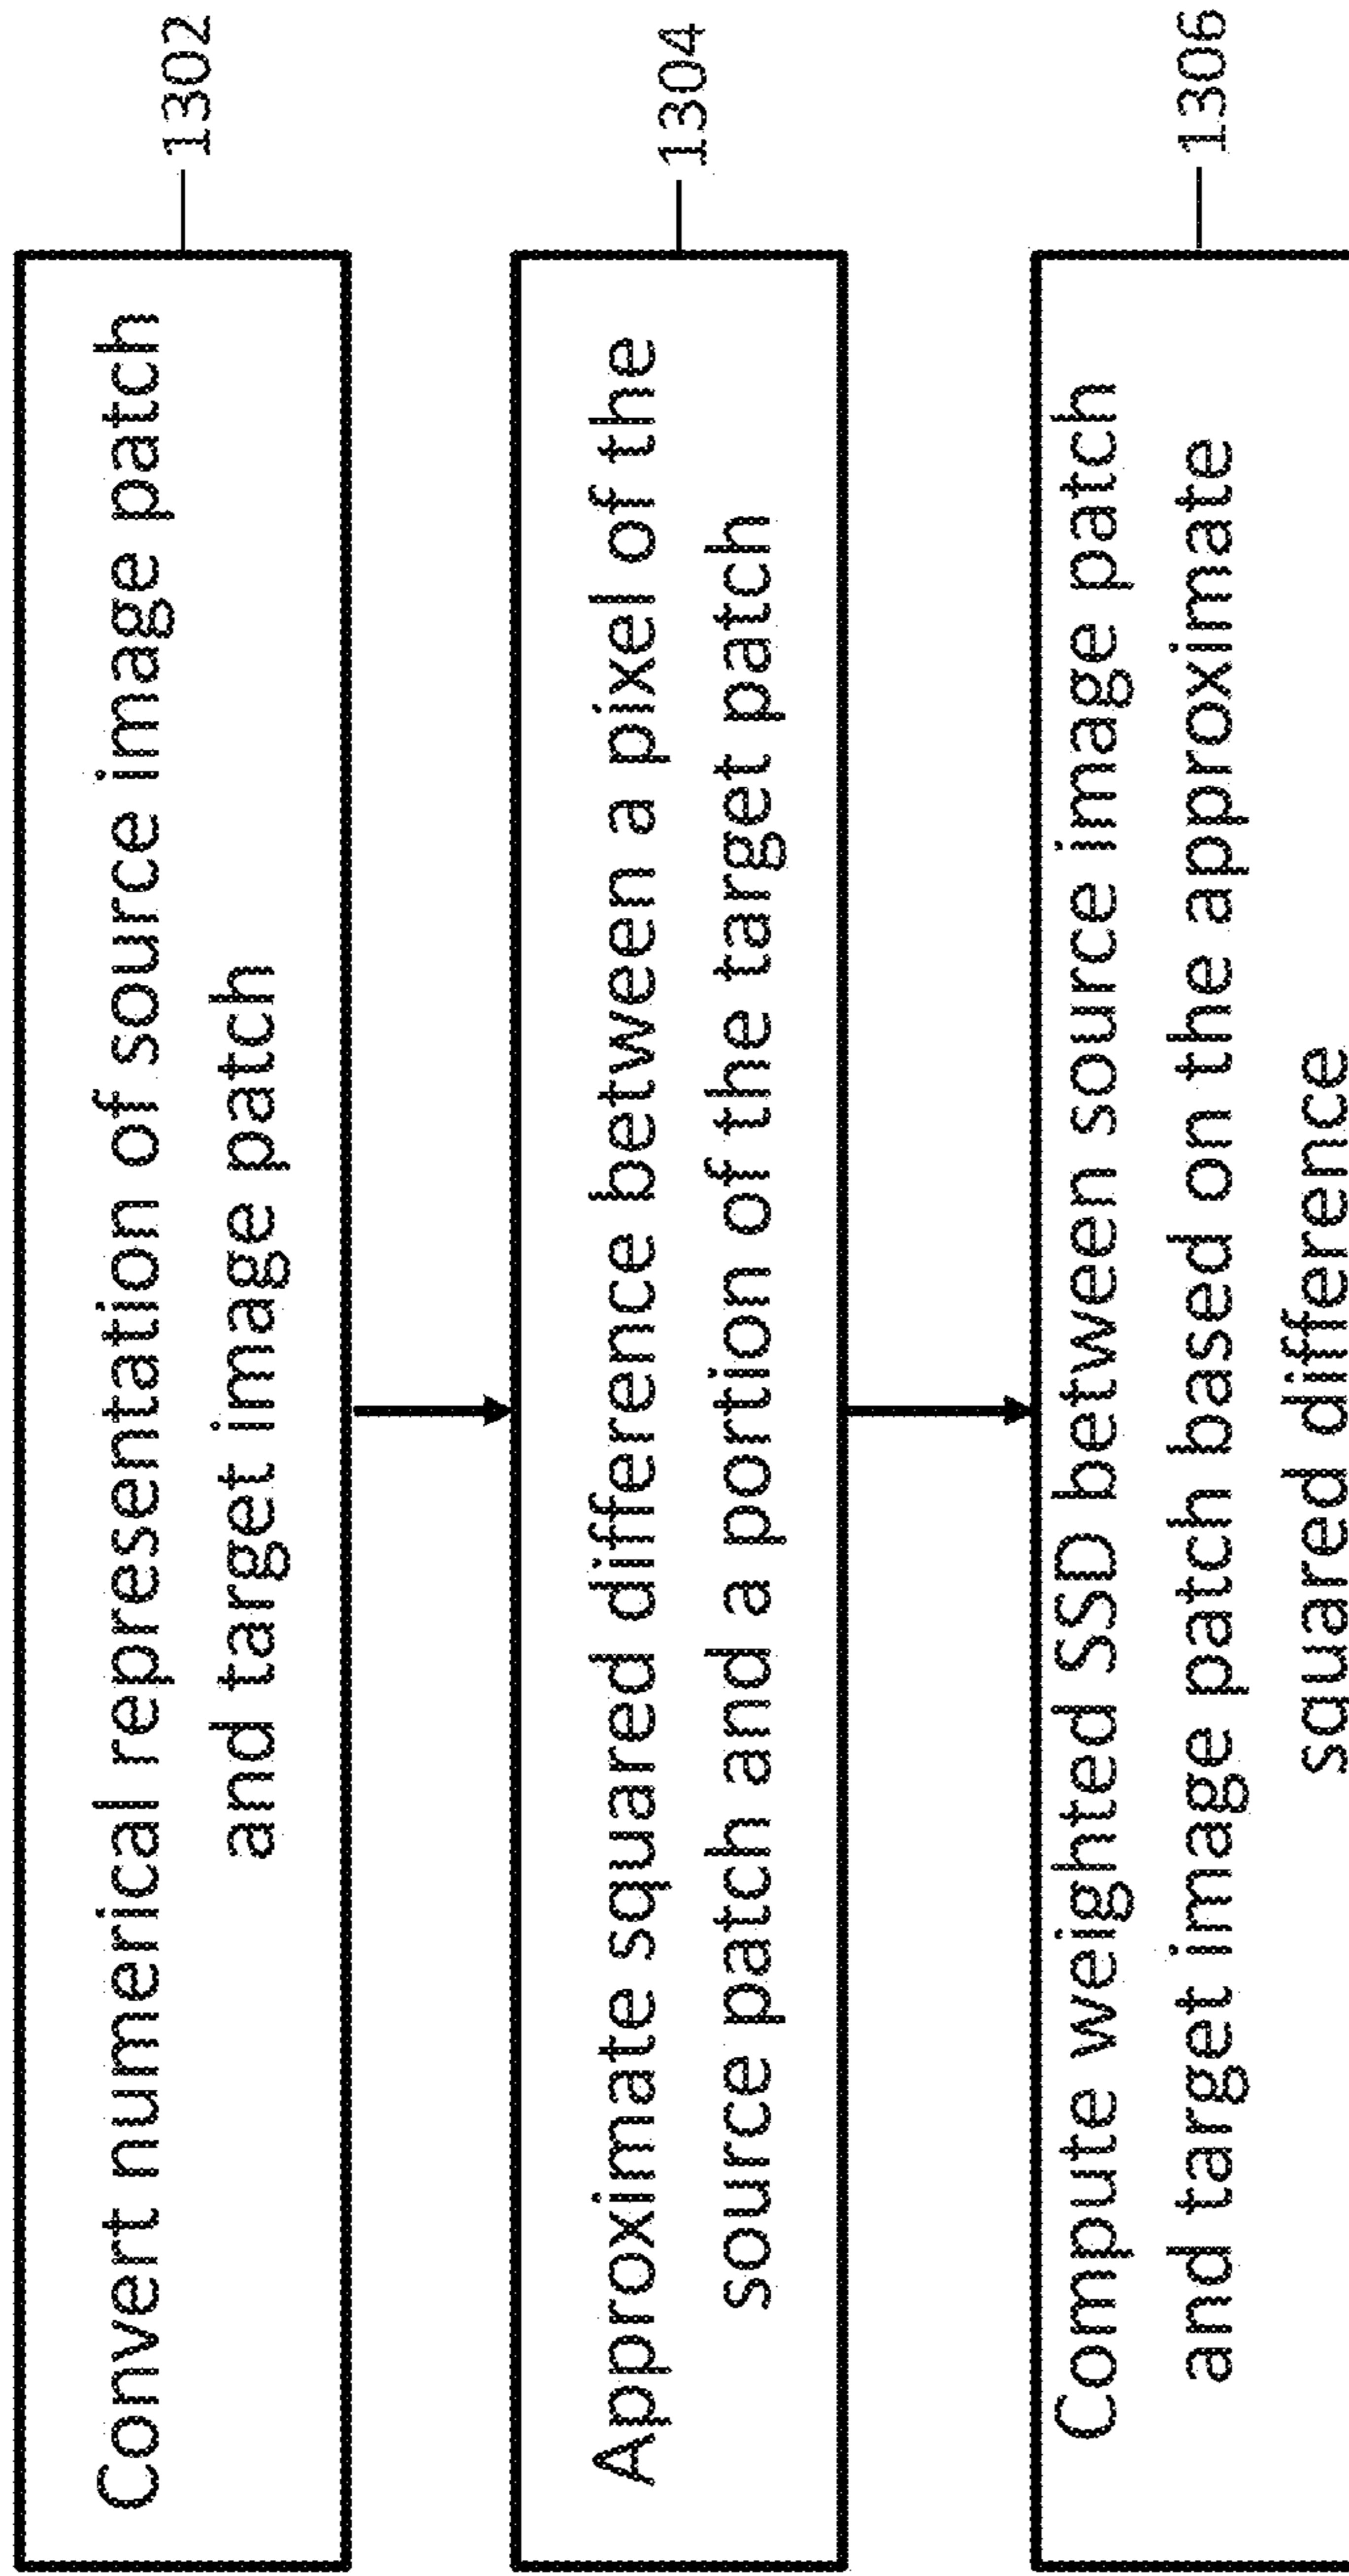 Convert numerical representation of source image patch
and target image patch
1302
Approximate squared difference between a pixel of the
source patch and a portion of the target patch
1304
Compute weighted SSD between source image patch
and target image patch based on the approximate
squared difference
1306